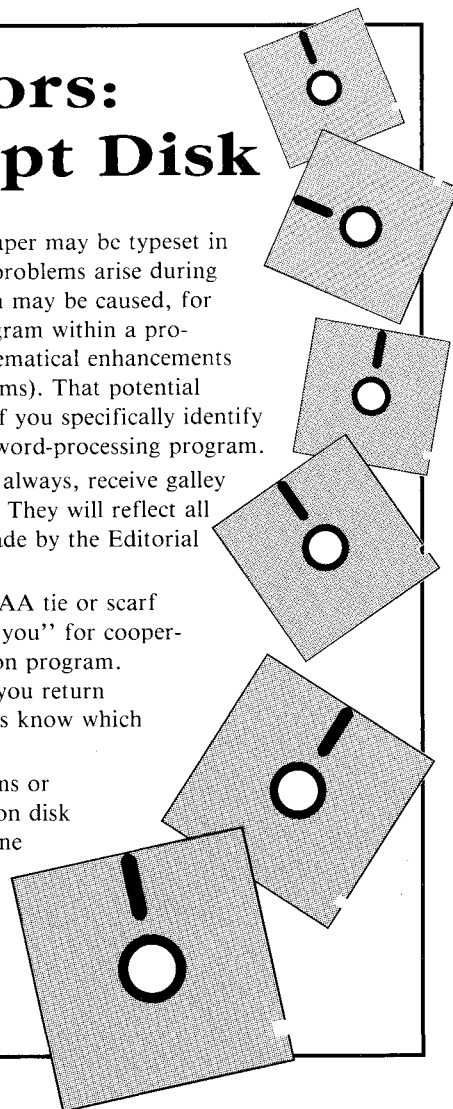 ors:
pt Disk
aper may be typeset in
problems arise during
n may be caused, for
gram within a pro-
ematical enhancements
ms). That potential
f you specifically identify
word-processing program.
always, receive galley
They will reflect all
ade by the Editorial
AA tie or scarf
you” for cooper-
on program.
you return
s know which
ns or
on disk
ne